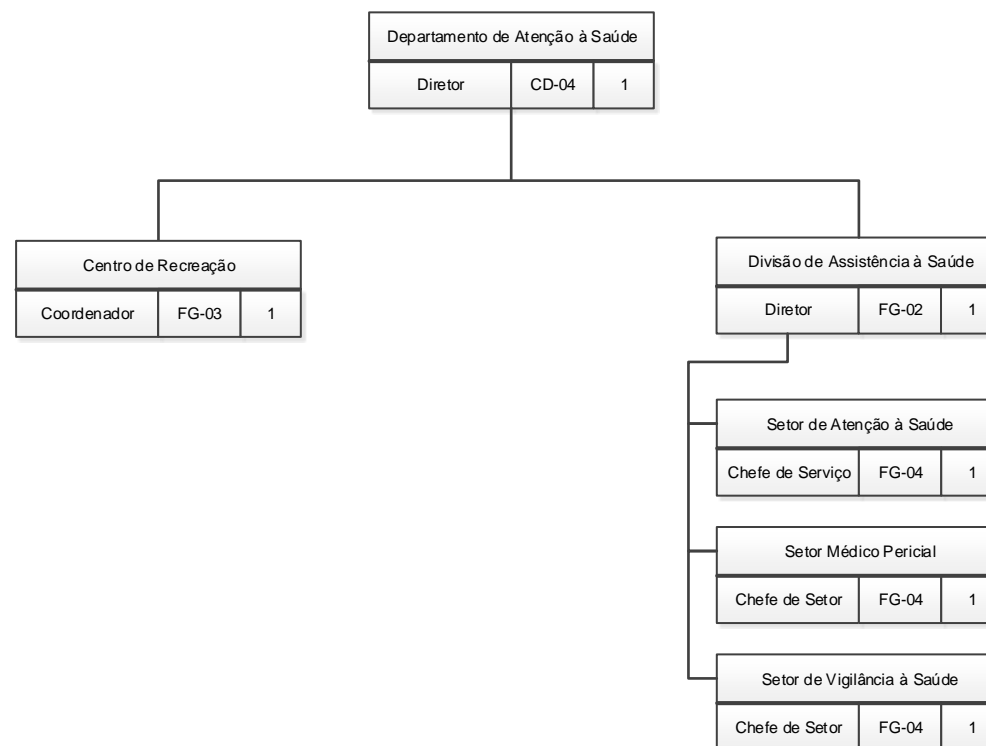 Departamento de Atenção à Saúde
Diretor CD-04 1
Centro de Recreação
Coordenador FG-03 1
Divisão de Assistência à Saúde
Diretor FG-02 1
Setor de Atenção à Saúde
Chefe de Serviço FG-04 1
Setor Médico Pericial
Chefe de Setor FG-04 1
Setor de Vigilância à Saúde
Chefe de Setor FG-04 1